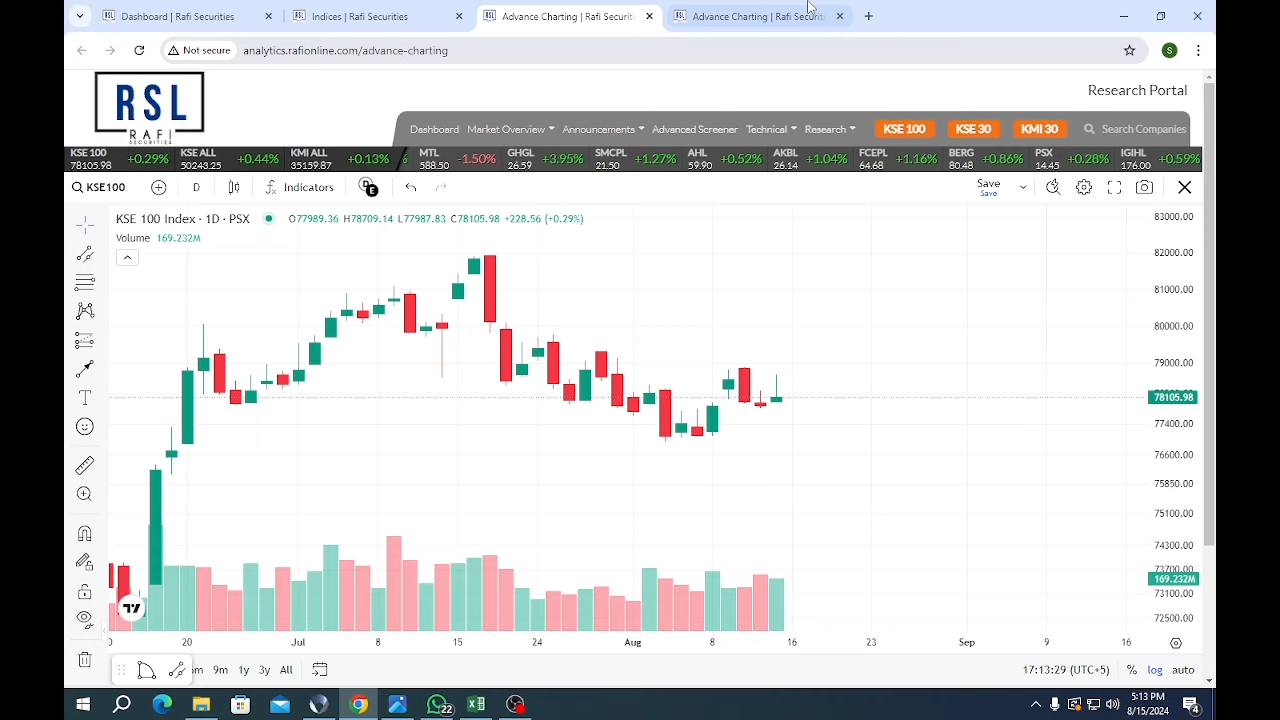 Dashboard | Rafi Securities
Indices | Rafi Securities
Advance Charting | Rafi Securit
Advance Charting | Rafi Securit
Not secure
analytics.rafionline.com/advance-charting
S
RSL
RAFI
SECURITIES
Research Portal
Dashboard Market Overview Announcements Advanced Screener Technical Research KSE 100 KSE 30 KMI 30 Search Companies
KSE 100 78105.98 +0.29%
KSE ALL 50243.25 +0.44%
KMI ALL 35159.87 +0.13%
%
MTL 588.50 -1.50%
GHGL 26.59 +3.95%
SMCPL 20.65 +1.27%
AHL 59.90 +0.52%
AKBL 26.14 +1.04%
FCEPL 64.68 +1.16%
BERG 80.48 +0.86%
PSX 14.45 +0.28%
IGIHL 176.00 +0.59%
KSE100 D Indicators D E Save
Save
KSE 100 Index · 1D · PSX O77989.36 H78709.14 L77987.83 C78105.98 +228.56 (+0.29%)
Volume 169.232M
83000.00
82000.00
81000.00
80000.00
79000.00
78105.98
77400.00
76600.00
75850.00
75100.00
74300.00
73700.00
169.232M
73100.00
72500.00
0 20 Jul 8 15 24 Aug 8 16 23 Sep 9 16
om 9m 1y 3y All
17:13:29 (UTC+5) % log auto
22
5:13 PM
8/15/2024